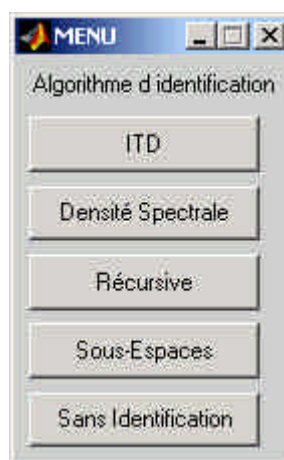 MENU
Algorithme d identification
ITD
Densité Spectrale
Récursive
Sous-Espaces
Sans Identification